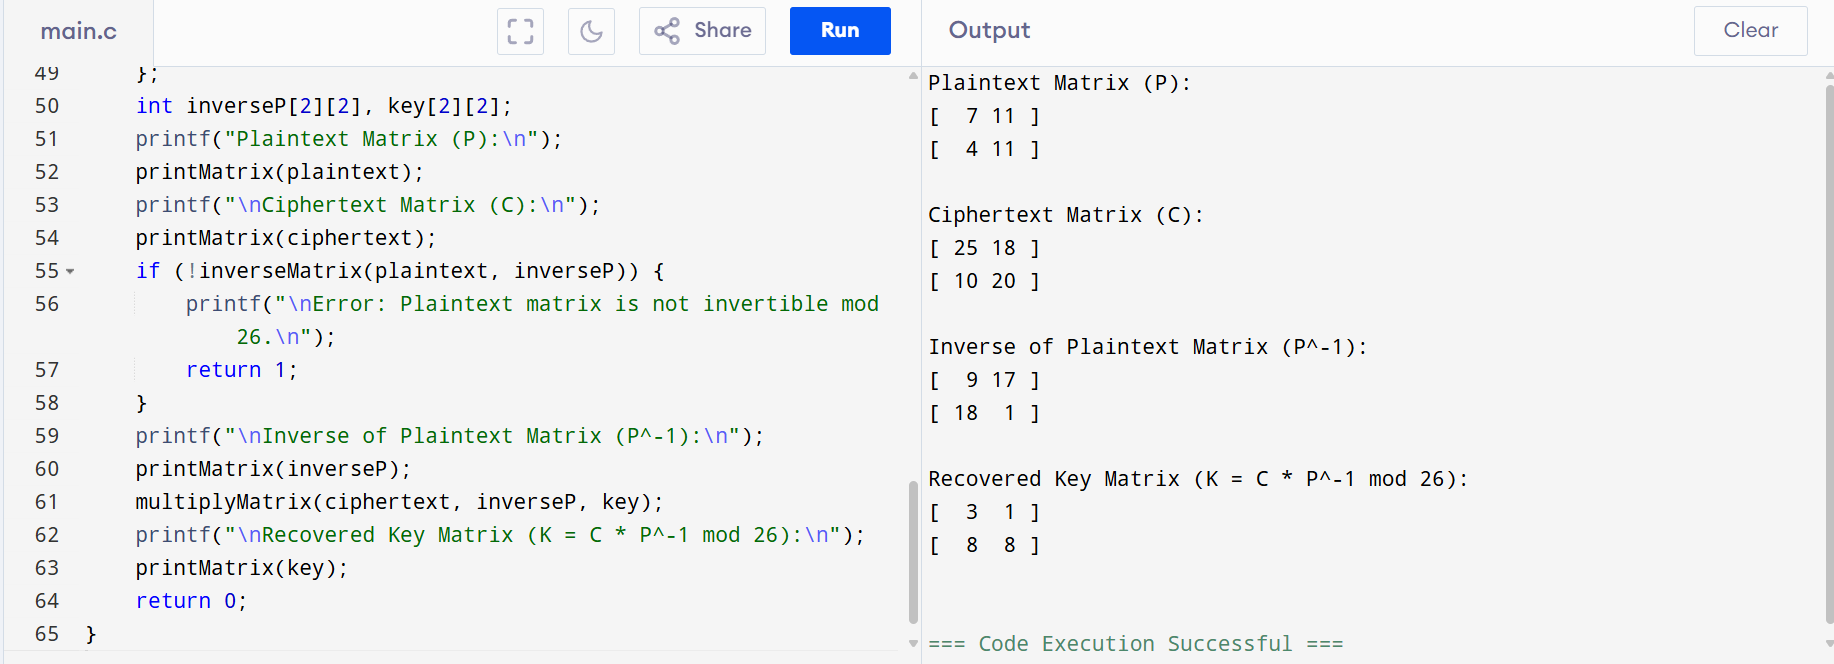 main.c
Share
Run
49 };
50 int inverseP[2][2], key[2][2];
51 printf("Plaintext Matrix (P):\n");
52 printMatrix(plaintext);
53 printf("\nCiphertext Matrix (C):\n");
54 printMatrix(ciphertext);
55 if (!inverseMatrix(plaintext, inverseP)) {
56 printf("\nError: Plaintext matrix is not invertible mod
26.\n");
57 return 1;
58 }
59 printf("\nInverse of Plaintext Matrix (P^-1):\n");
60 printMatrix(inverseP);
61 multiplyMatrix(ciphertext, inverseP, key);
62 printf("\nRecovered Key Matrix (K = C * P^-1 mod 26):\n");
63 printMatrix(key);
64 return 0;
65 }
Output
Clear
Plaintext Matrix (P):
[  7 11 ]
[  4 11 ]
Ciphertext Matrix (C):
[ 25 18 ]
[ 10 20 ]
Inverse of Plaintext Matrix (P^-1):
[  9 17 ]
[ 18  1 ]
Recovered Key Matrix (K = C * P^-1 mod 26):
[  3  1 ]
[  8  8 ]
=== Code Execution Successful ===